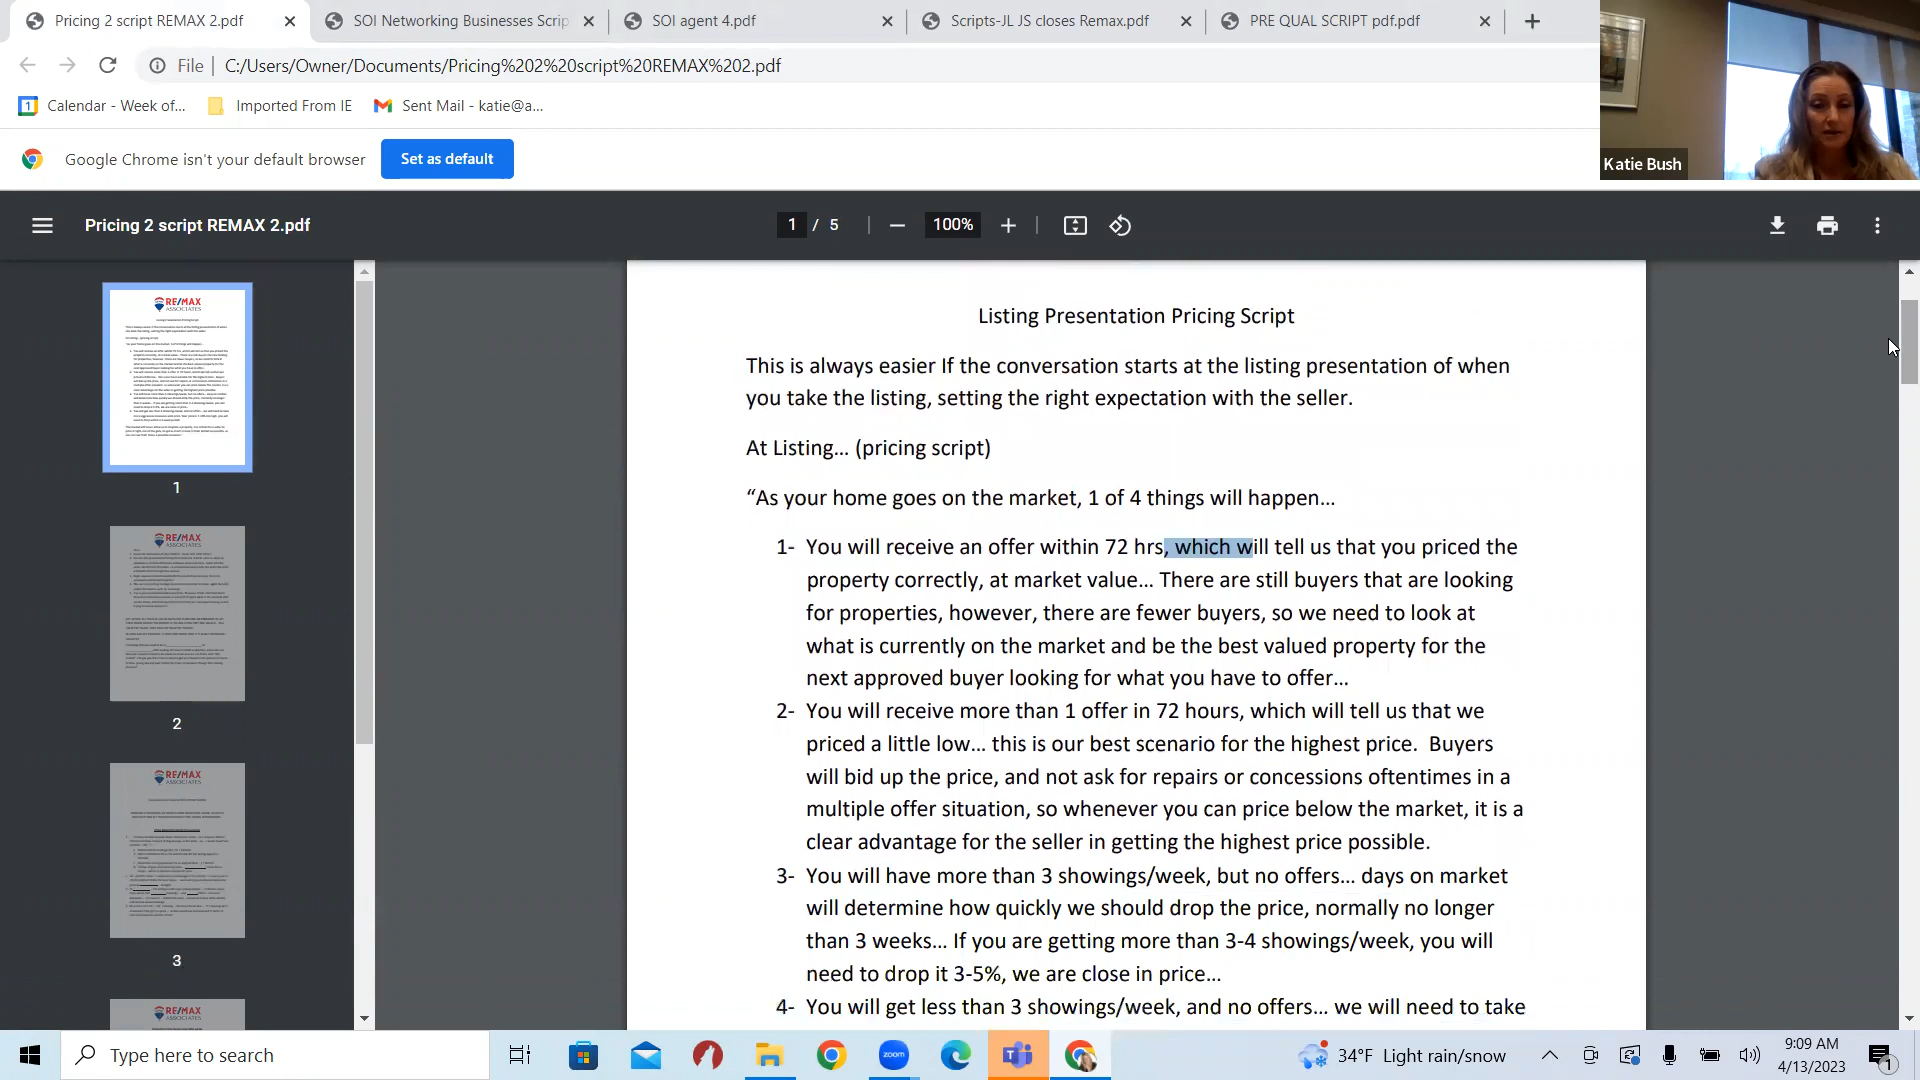 Pricing 2 script REMAX 2.pdf
SOI Networking Businesses Scrip
SOI agent 4.pdf
Scripts-JL JS closes Remax.pdf
PRE QUAL SCRIPT pdf.pdf
File
C:/Users/Owner/Documents/Pricing%202%20script%20REMAX%202.pdf
Calendar - Week of...
Imported From IE
Sent Mail - katie@a...
Google Chrome isn't your default browser
Set as default
Katie Bush
Pricing 2 script REMAX 2.pdf
1 / 5
100%
RE/MAX
ASSOCIATES
1
RE/MAX
ASSOCIATES
2
RE/MAX
ASSOCIATES
3
RE/MAX
Listing Presentation Pricing Script
This is always easier If the conversation starts at the listing presentation of when
you take the listing, setting the right expectation with the seller.
At Listing... (pricing script)
“As your home goes on the market, 1 of 4 things will happen...
1- You will receive an offer within 72 hrs, which will tell us that you priced the
property correctly, at market value... There are still buyers that are looking
for properties, however, there are fewer buyers, so we need to look at
what is currently on the market and be the best valued property for the
next approved buyer looking for what you have to offer...
2- You will receive more than 1 offer in 72 hours, which will tell us that we
priced a little low... this is our best scenario for the highest price. Buyers
will bid up the price, and not ask for repairs or concessions oftentimes in a
multiple offer situation, so whenever you can price below the market, it is a
clear advantage for the seller in getting the highest price possible.
3- You will have more than 3 showings/week, but no offers... days on market
will determine how quickly we should drop the price, normally no longer
than 3 weeks... If you are getting more than 3-4 showings/week, you will
need to drop it 3-5%, we are close in price...
4- You will get less than 3 showings/week, and no offers... we will need to take
Type here to search
zoom
34°F Light rain/snow
9:09 AM
4/13/2023
1